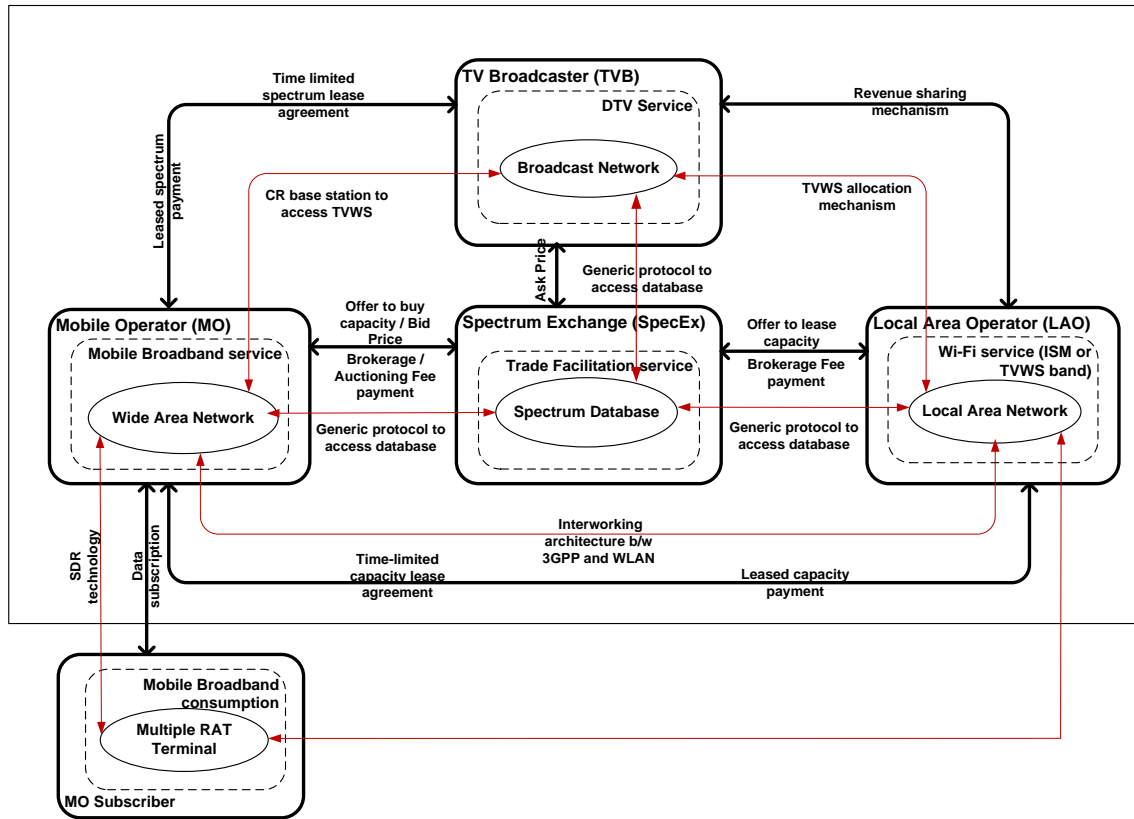 TV Broadcaster (TVB)
DTV Service
Broadcast Network
Time limited
spectrum lease
agreement
Revenue sharing
mechanism
Leased spectrum
payment
CR base station to
access TVWS
TVWS allocation
mechanism
Ask Price
Generic protocol to
access database
Mobile Operator (MO)
Mobile Broadband service
Wide Area Network
Offer to buy
capacity / Bid
Price
Brokerage /
Auctioning Fee
payment
Generic protocol to
access database
Spectrum Exchange (SpecEx)
Trade Facilitation service
Spectrum Database
Offer to lease
capacity
Brokerage Fee
payment
Generic protocol to
access database
Local Area Operator (LAO)
Wi-Fi service (ISM or
TVWS band)
Local Area Network
SDR
technology
Data
subscription
Interworking
architecture b/w
3GPP and WLAN
Time-limited
capacity lease
agreement
Leased capacity
payment
Mobile Broadband
consumption
Multiple RAT
Terminal
MO Subscriber